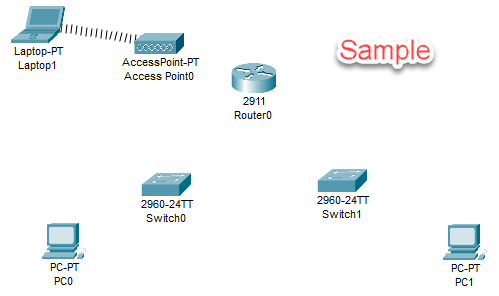 Sample
Laptop-PT
Laptop1
AccessPoint-PT
Access Point0
2911
Router0
2960-24TT
Switch0
2960-24TT
Switch1
PC-PT
PC0
PC-PT
PC1